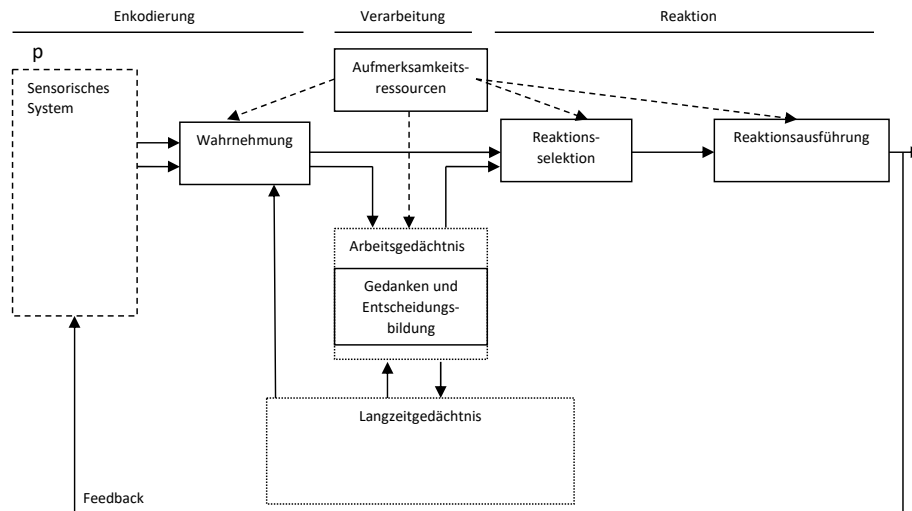 Enkodierung
Verarbeitung
Reaktion
p
Sensorisches
System
Aufmerksamkeits-
ressourcen
Wahrnehmung
Reaktions-
selektion
Reaktionsausführung
Arbeitsgedächtnis
Gedanken und
Entscheidungs-
bildung
Langzeitgedächtnis
Feedback